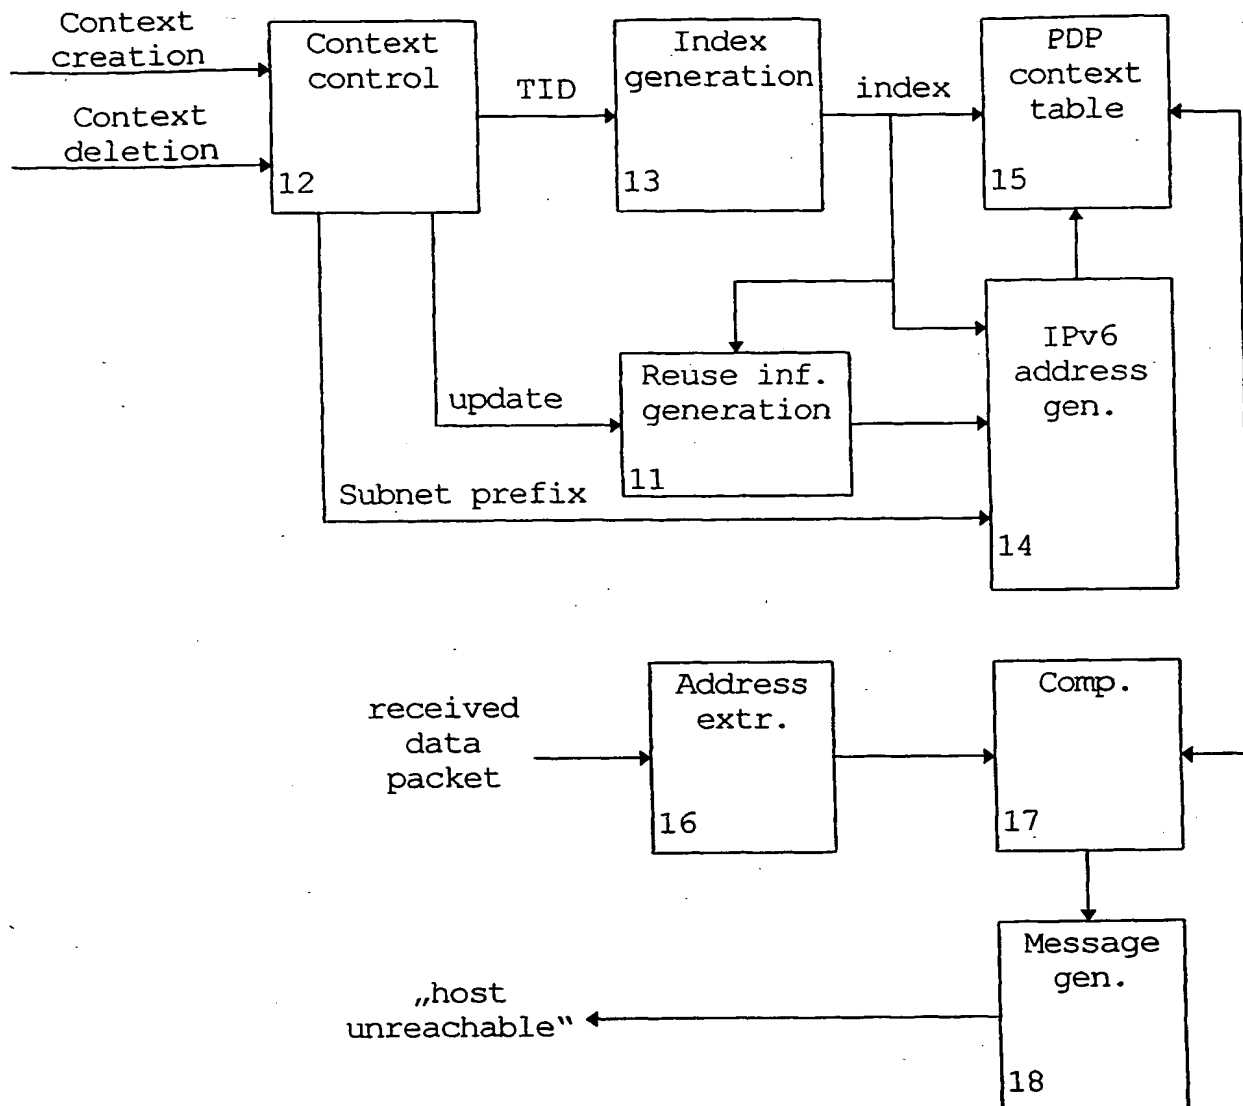 Context
creation
Context
deletion
Context
control
12
TID
Index
generation
13
index
PDP
context
table
15
update
Reuse inf.
generation
11
Subnet prefix
IPv6
address
gen.
14
received
data
packet
Address
extr.
16
Comp.
17
Message
gen.
18
„host
unreachable“